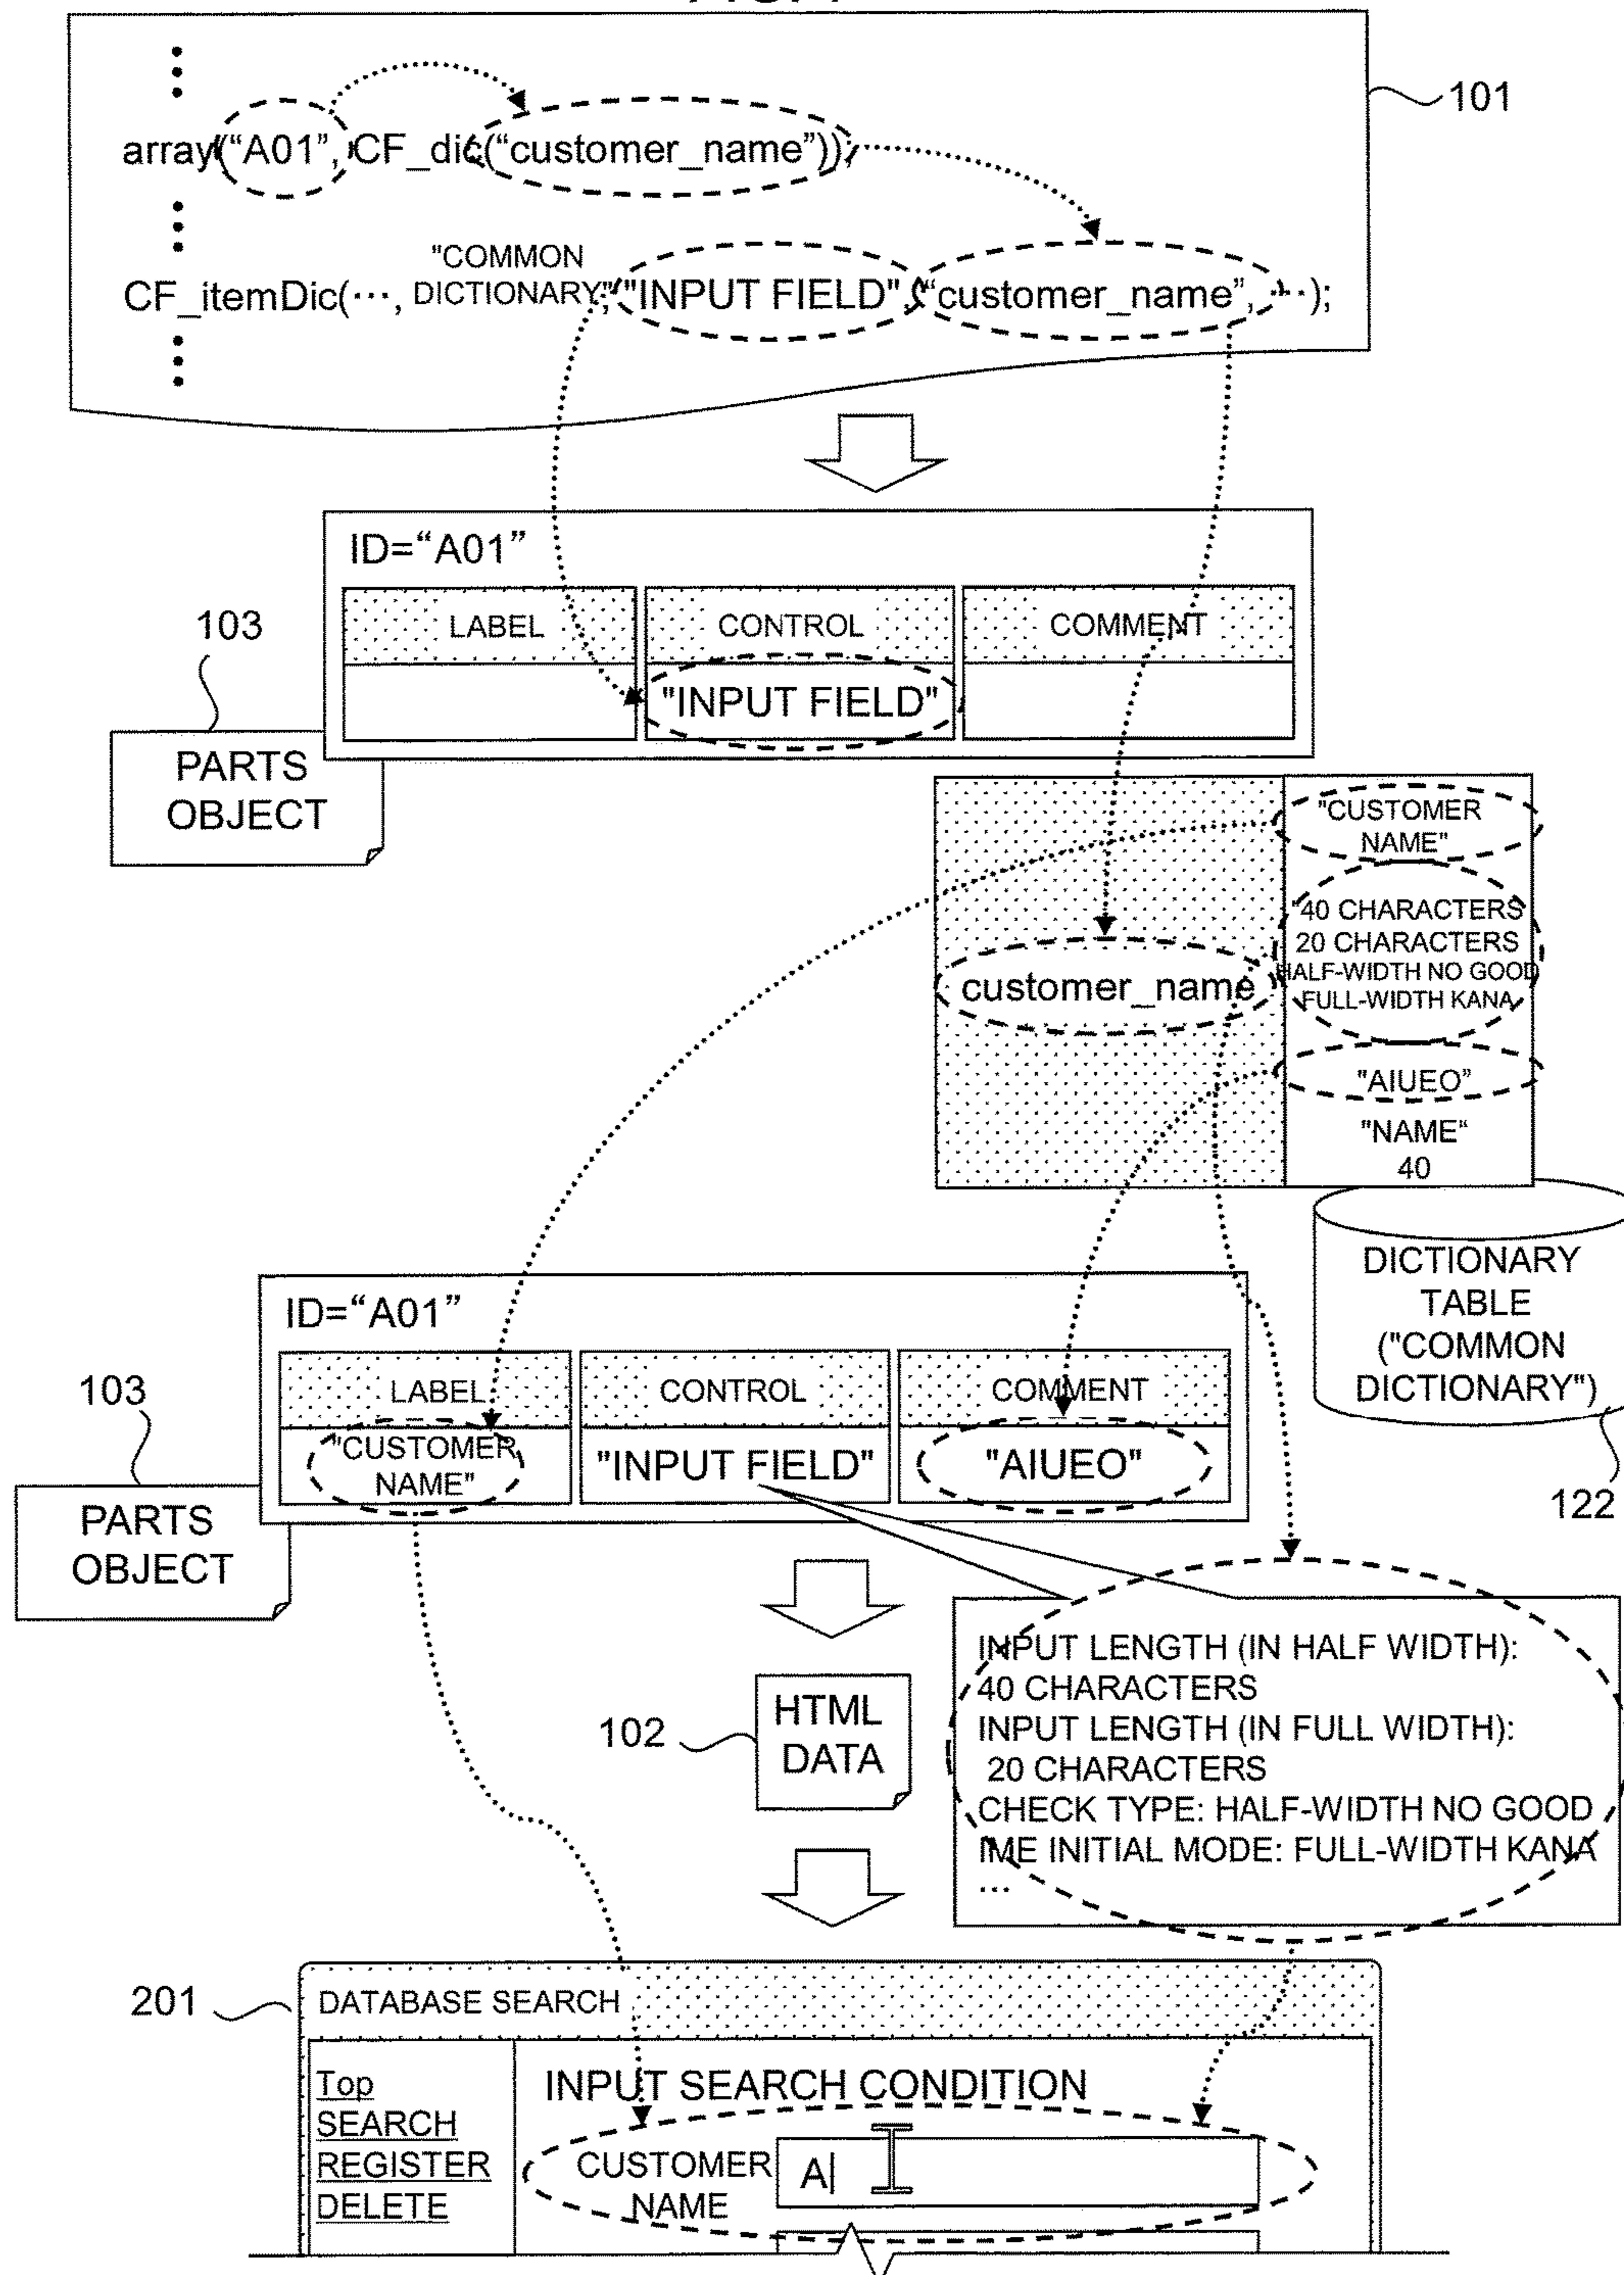 101
array("A01", CF_dic("customer_name"));
"COMMON
CF_itemDic(···, DICTIONARY", "INPUT FIELD", "customer_name", ···);
ID="A01"
LABEL CONTROL COMMENT
"INPUT FIELD"
103
PARTS
OBJECT
"CUSTOMER
NAME"
"40 CHARACTERS
20 CHARACTERS
HALF-WIDTH NO GOOD
FULL-WIDTH KANA
customer_name
"AIUEO"
"NAME"
40
DICTIONARY
TABLE
("COMMON
DICTIONARY")
122
ID="A01"
LABEL CONTROL COMMENT
"CUSTOMER
NAME"
"INPUT FIELD"
"AIUEO"
103
PARTS
OBJECT
INPUT LENGTH (IN HALF WIDTH):
40 CHARACTERS
INPUT LENGTH (IN FULL WIDTH):
20 CHARACTERS
CHECK TYPE: HALF-WIDTH NO GOOD
IME INITIAL MODE: FULL-WIDTH KANA
...
102
HTML
DATA
201
DATABASE SEARCH
Top
SEARCH
REGISTER
DELETE
INPUT SEARCH CONDITION
CUSTOMER
NAME
A